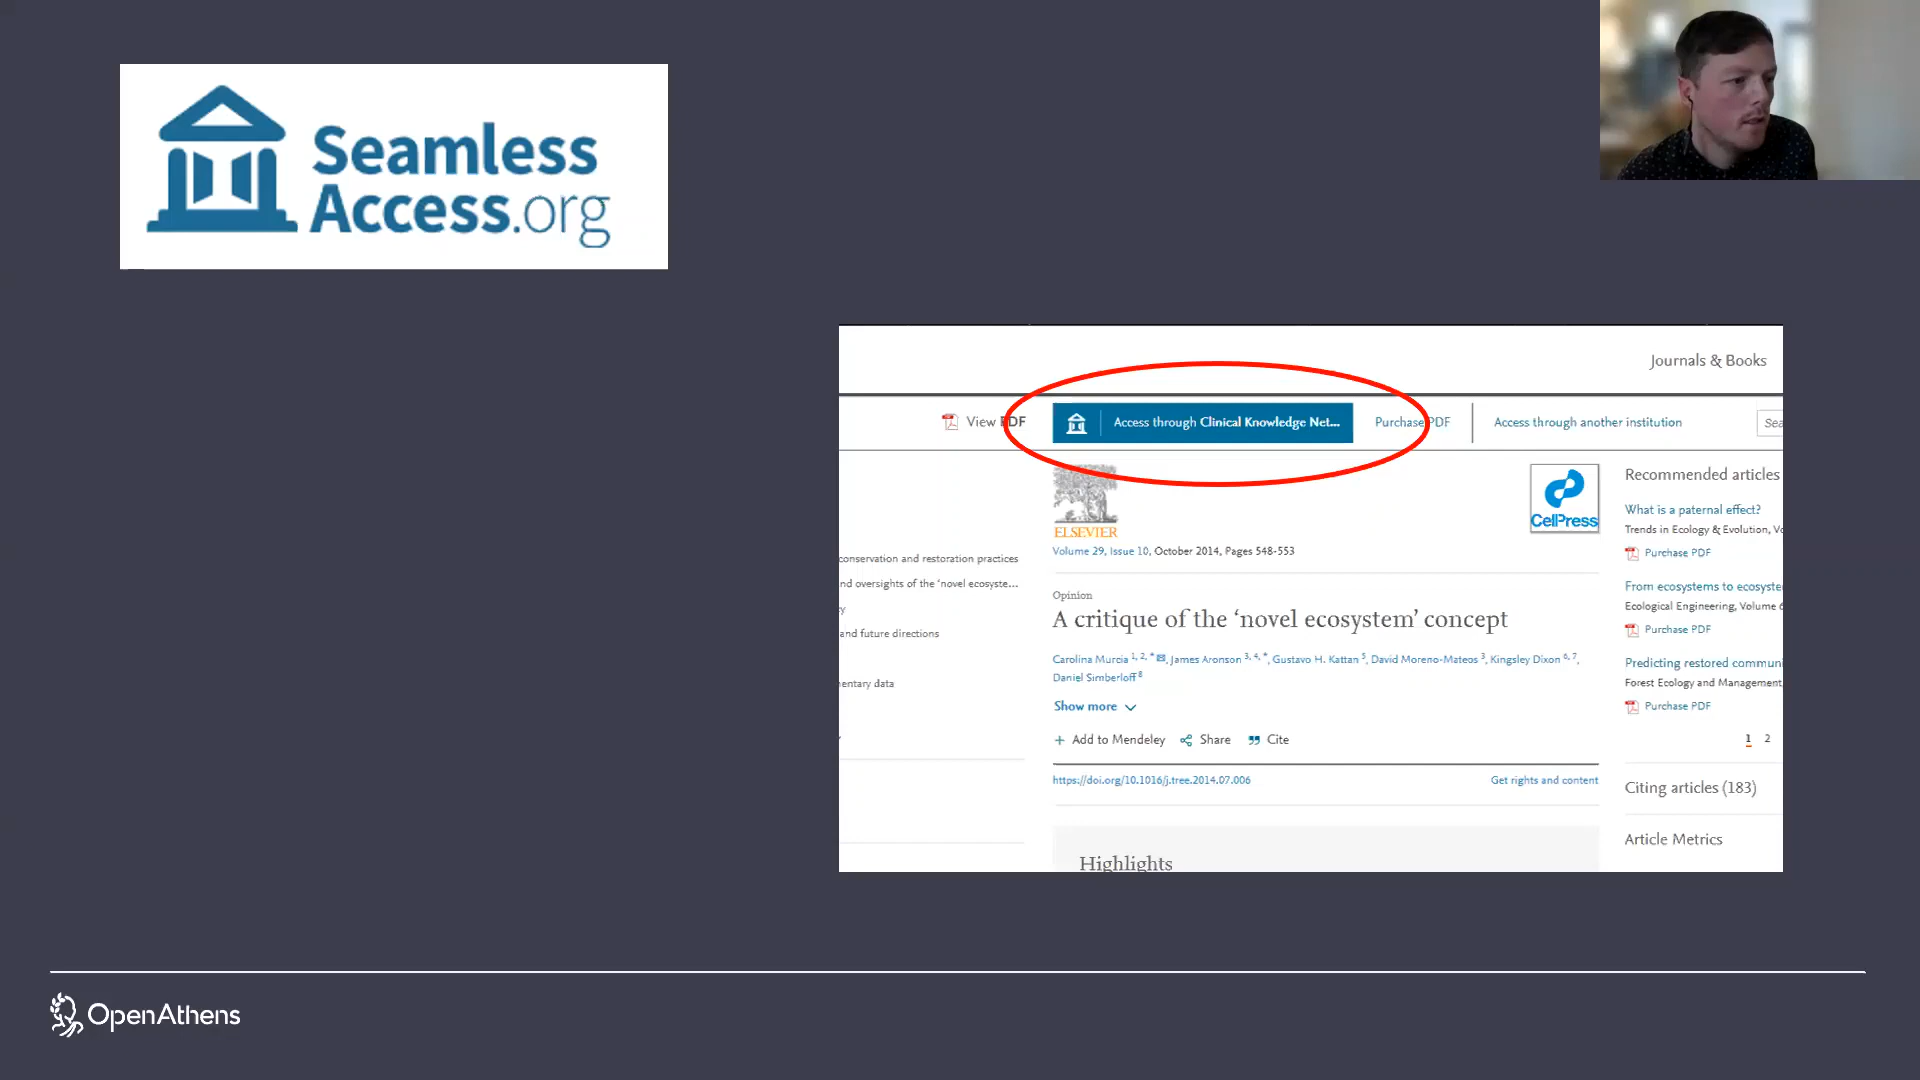 Seamless
Access.org
Journals & Books
View PDF
Access through Clinical Knowledge Net...
Purchase PDF
Access through another institution
Sea
ELSEVIER
Volume 29, Issue 10, October 2014, Pages 548-553
CellPress
Opinion
A critique of the ‘novel ecosystem’ concept
Carolina Murcia 1, 2, *, James Aronson 3, 4, *, Gustavo H. Kattan 5, David Moreno-Mateos 3, Kingsley Dixon 6, 7,
Daniel Simberloff 8
Show more
+ Add to Mendeley
Share
Cite
https://doi.org/10.1016/j.tree.2014.07.006
Get rights and content
Highlights
conservation and restoration practices
nd oversights of the ‘novel ecosyste...
y
and future directions
entary data
Recommended articles
What is a paternal effect?
Trends in Ecology & Evolution, Vo
Purchase PDF
From ecosystems to ecosyste
Ecological Engineering, Volume 6
Purchase PDF
Predicting restored commun
Forest Ecology and Management,
Purchase PDF
1 2
Citing articles (183)
Article Metrics
OpenAthens